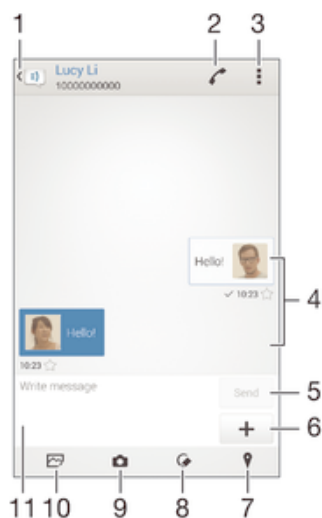 1 2 3
Lucy Li
10000000000
Hello!
10:23
4
Hello!
10:23
Write message
Send 5
6
11 10 9 8 7